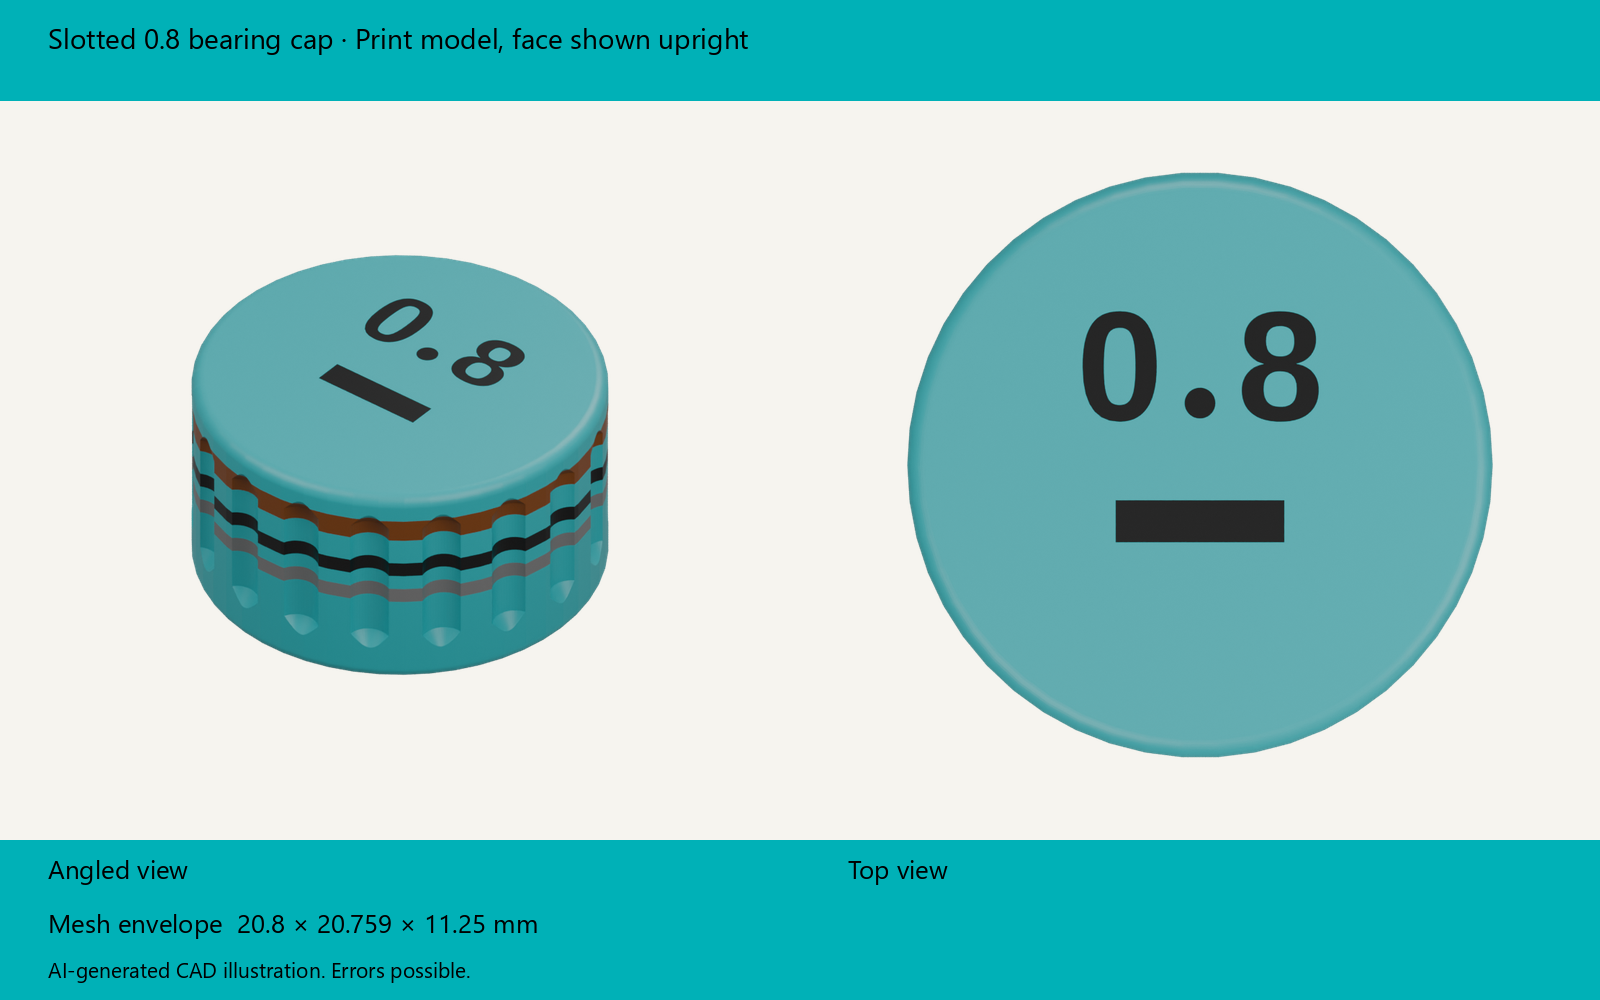 Slotted 0.8 bearing cap · Print model, face shown upright
0.8
0.8
Angled view
Top view
Mesh envelope 20.8 × 20.759 × 11.25 mm
AI-generated CAD illustration. Errors possible.